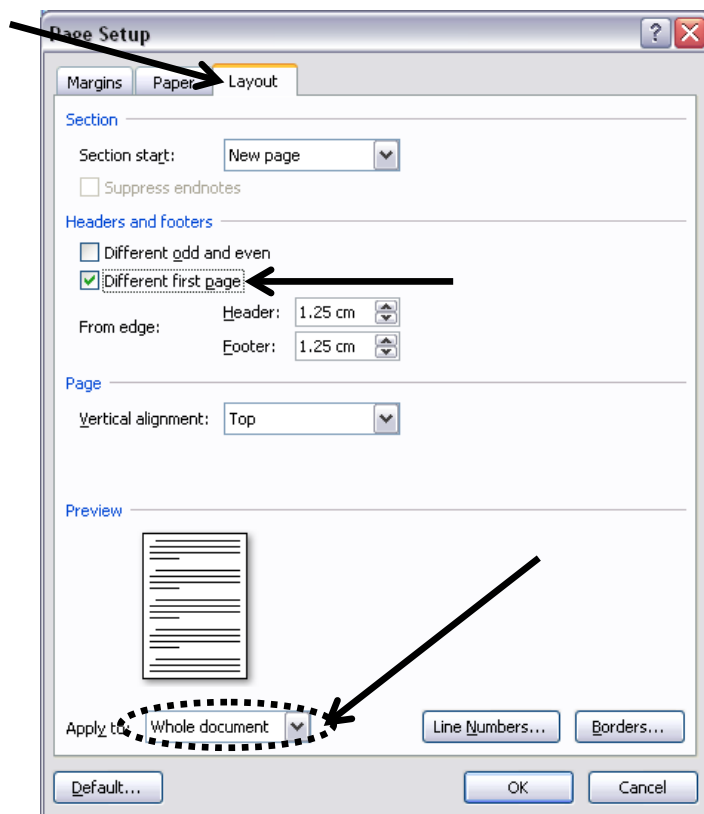 Page Setup
Margins Paper Layout
Section
Section start: New page
Suppress endnotes
Headers and footers
Different odd and even
Different first page
Header: 1.25 cm
From edge:
Footer: 1.25 cm
Page
Vertical alignment: Top
Preview
Apply to: Whole document Line Numbers... Borders...
Default... OK Cancel